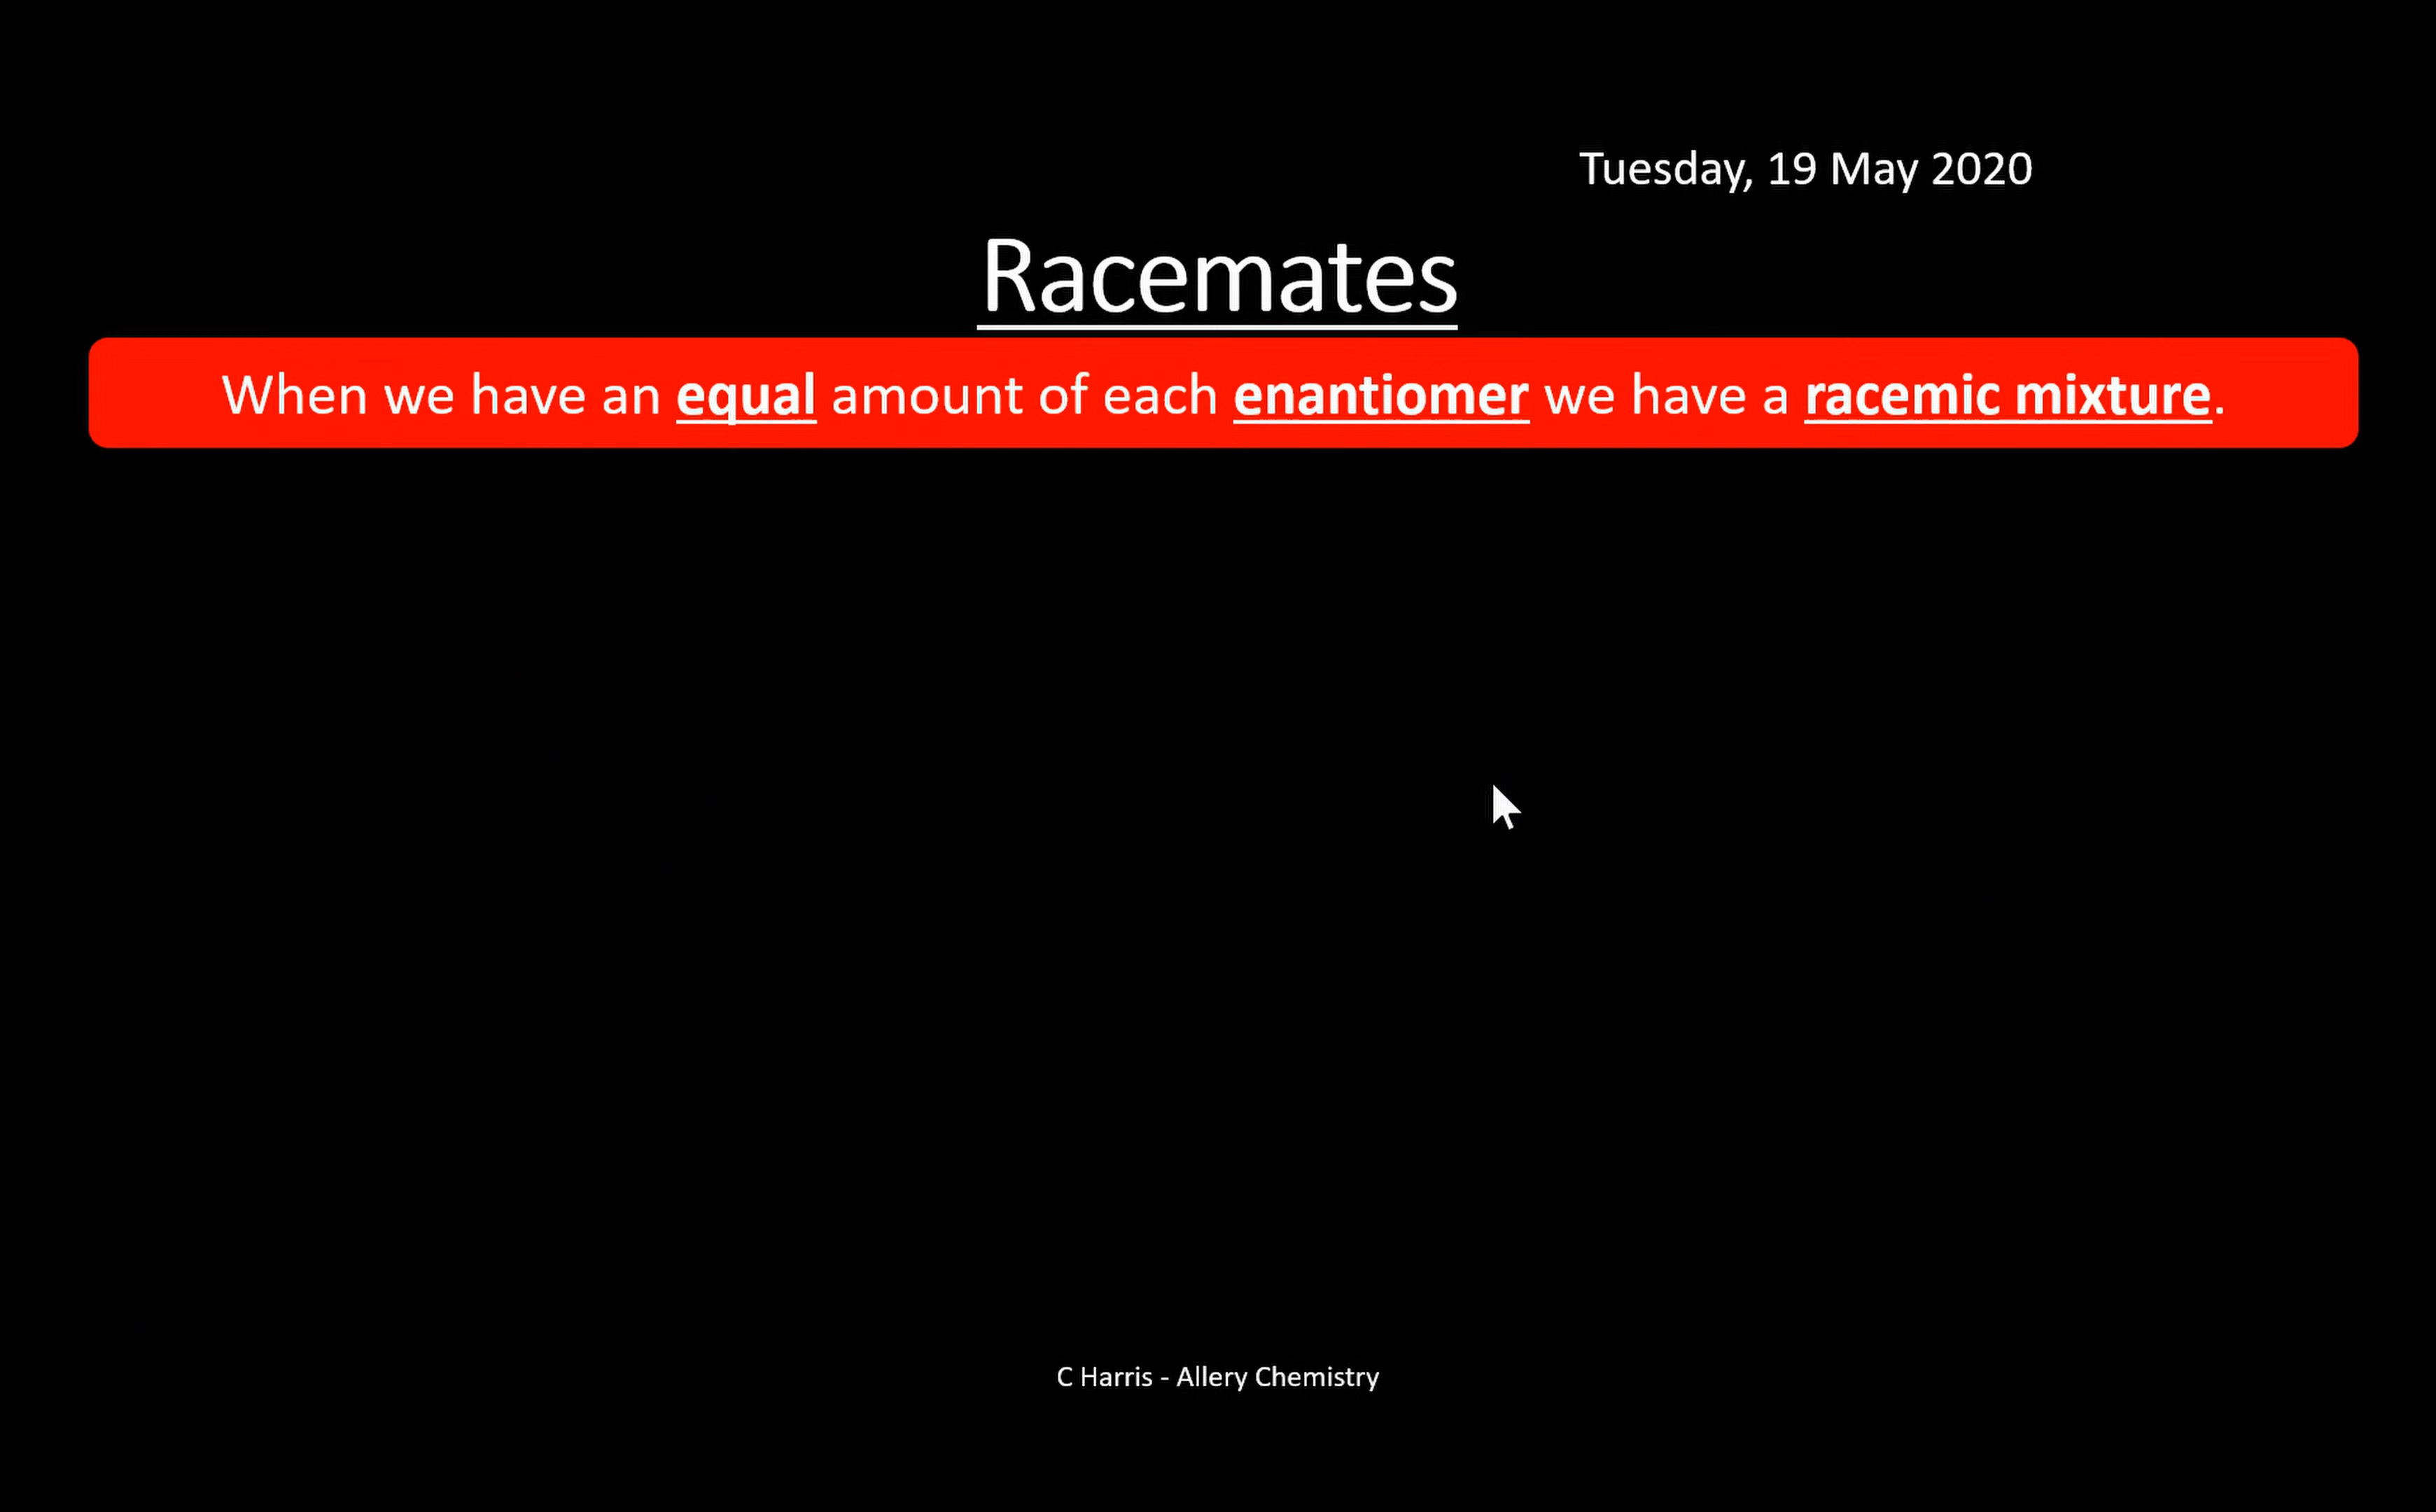 Tuesday, 19 May 2020
Racemates
When we have an equal amount of each enantiomer we have a racemic mixture.
C Harris - Allery Chemistry